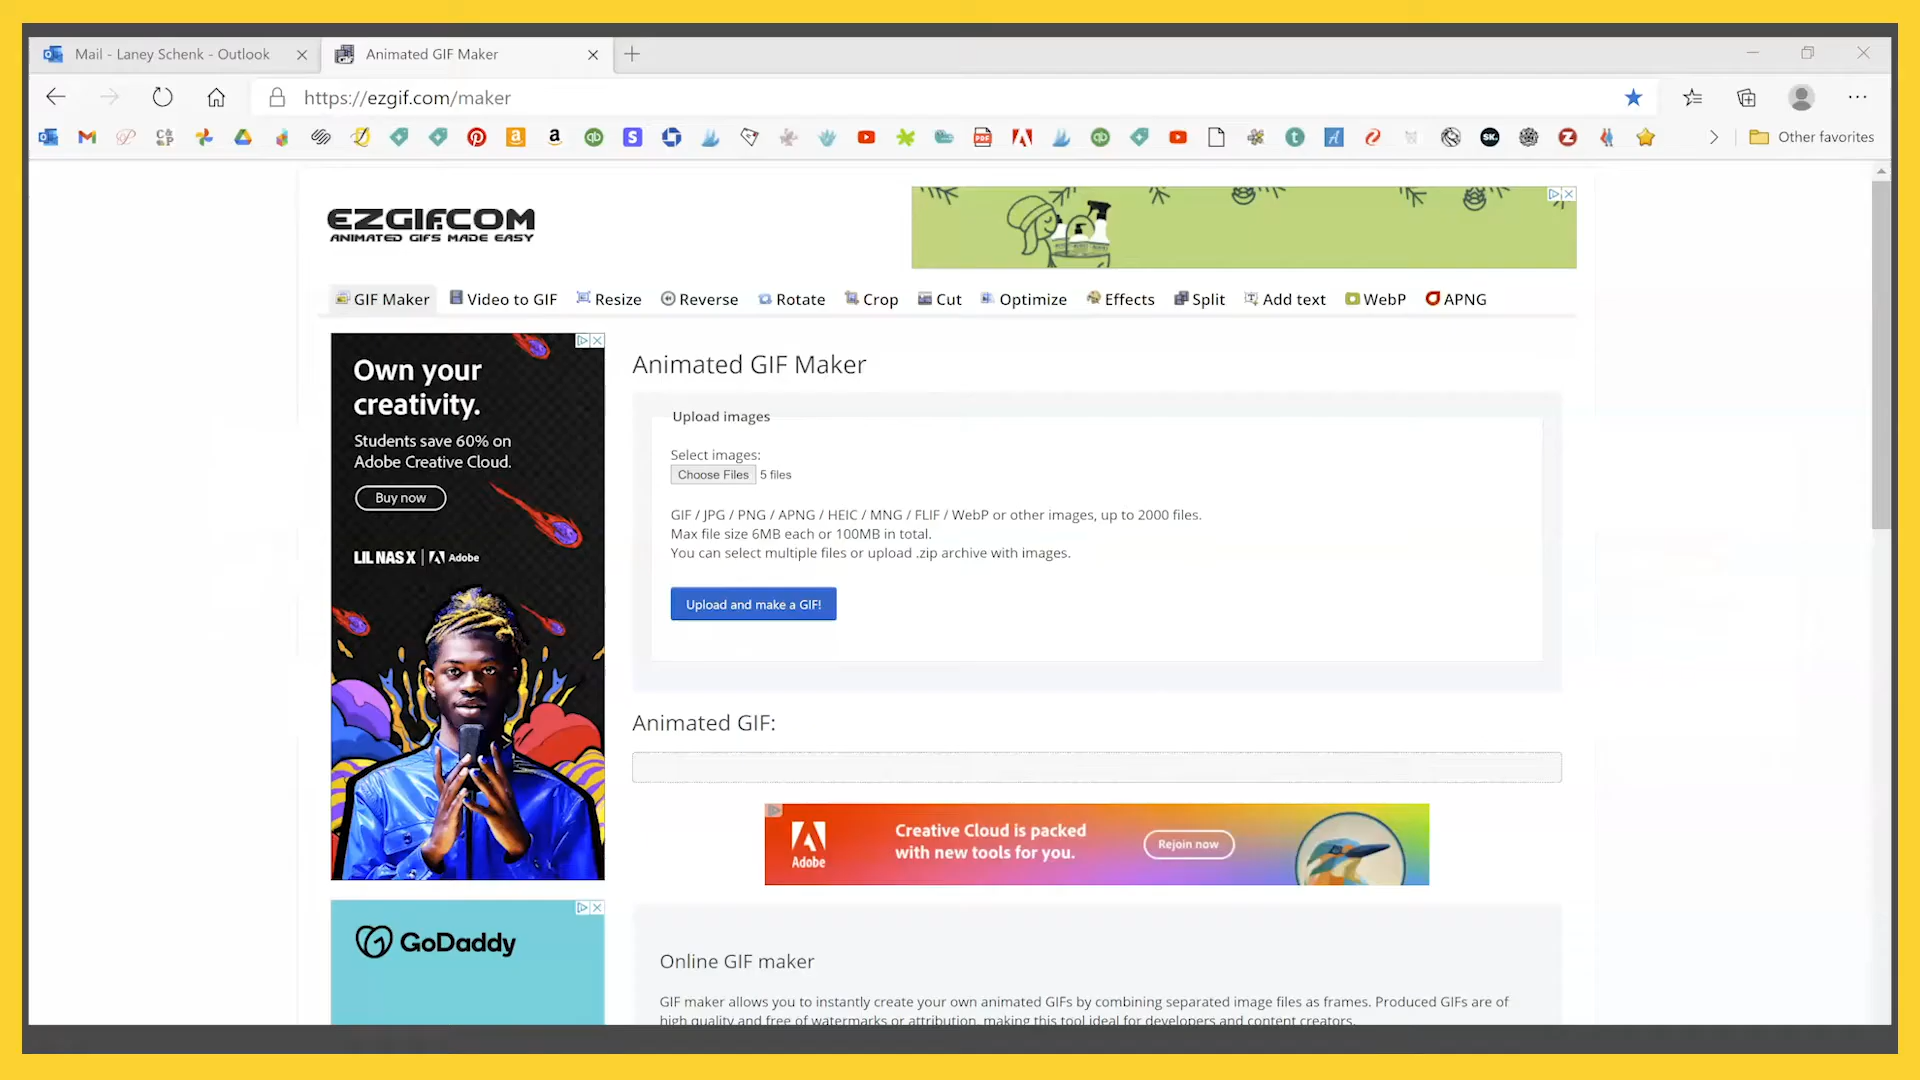 Mail - Laney Schenk - Outlook
Animated GIF Maker
https://ezgif.com/maker
Other favorites
EZGIF.COM
ANIMATED GIFS MADE EASY
GIF Maker
Video to GIF
Resize
Reverse
Rotate
Crop
Cut
Optimize
Effects
Split
Add text
WebP
APNG
Own your
creativity.
Students save 60% on
Adobe Creative Cloud.
Buy now
LIL NAS X | Adobe
Animated GIF Maker
Upload images
Select images:
Choose Files 5 files
GIF / JPG / PNG / APNG / HEIC / MNG / FLIF / WebP or other images, up to 2000 files.
Max file size 6MB each or 100MB in total.
You can select multiple files or upload .zip archive with images.
Upload and make a GIF!
Animated GIF:
Adobe
Creative Cloud is packed
with new tools for you.
Rejoin now
GoDaddy
Online GIF maker
GIF maker allows you to instantly create your own animated GIFs by combining separated image files as frames. Produced GIFs are of
high quality and free of watermarks or attribution, making this tool ideal for developers and content creators.